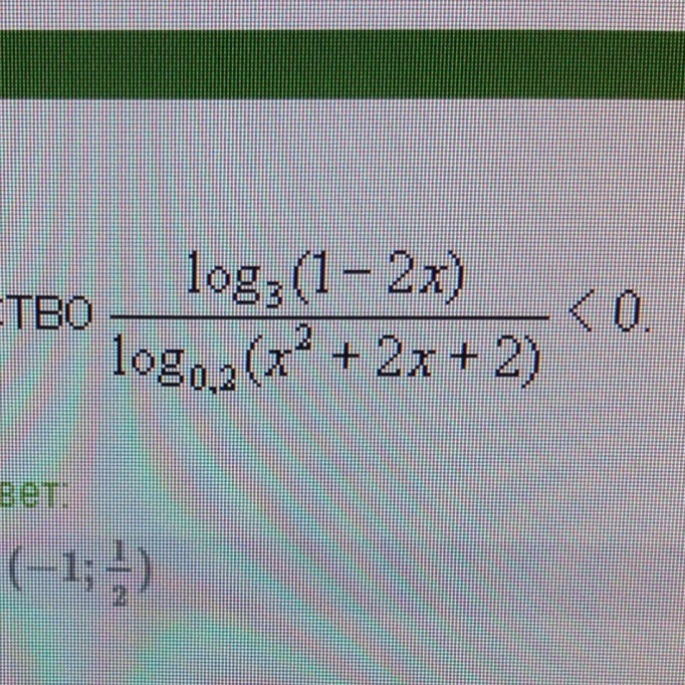 ство log₃(1 − 2x) / log₀,₂(x² + 2x + 2) < 0.
вет:
(−1; 1/2)